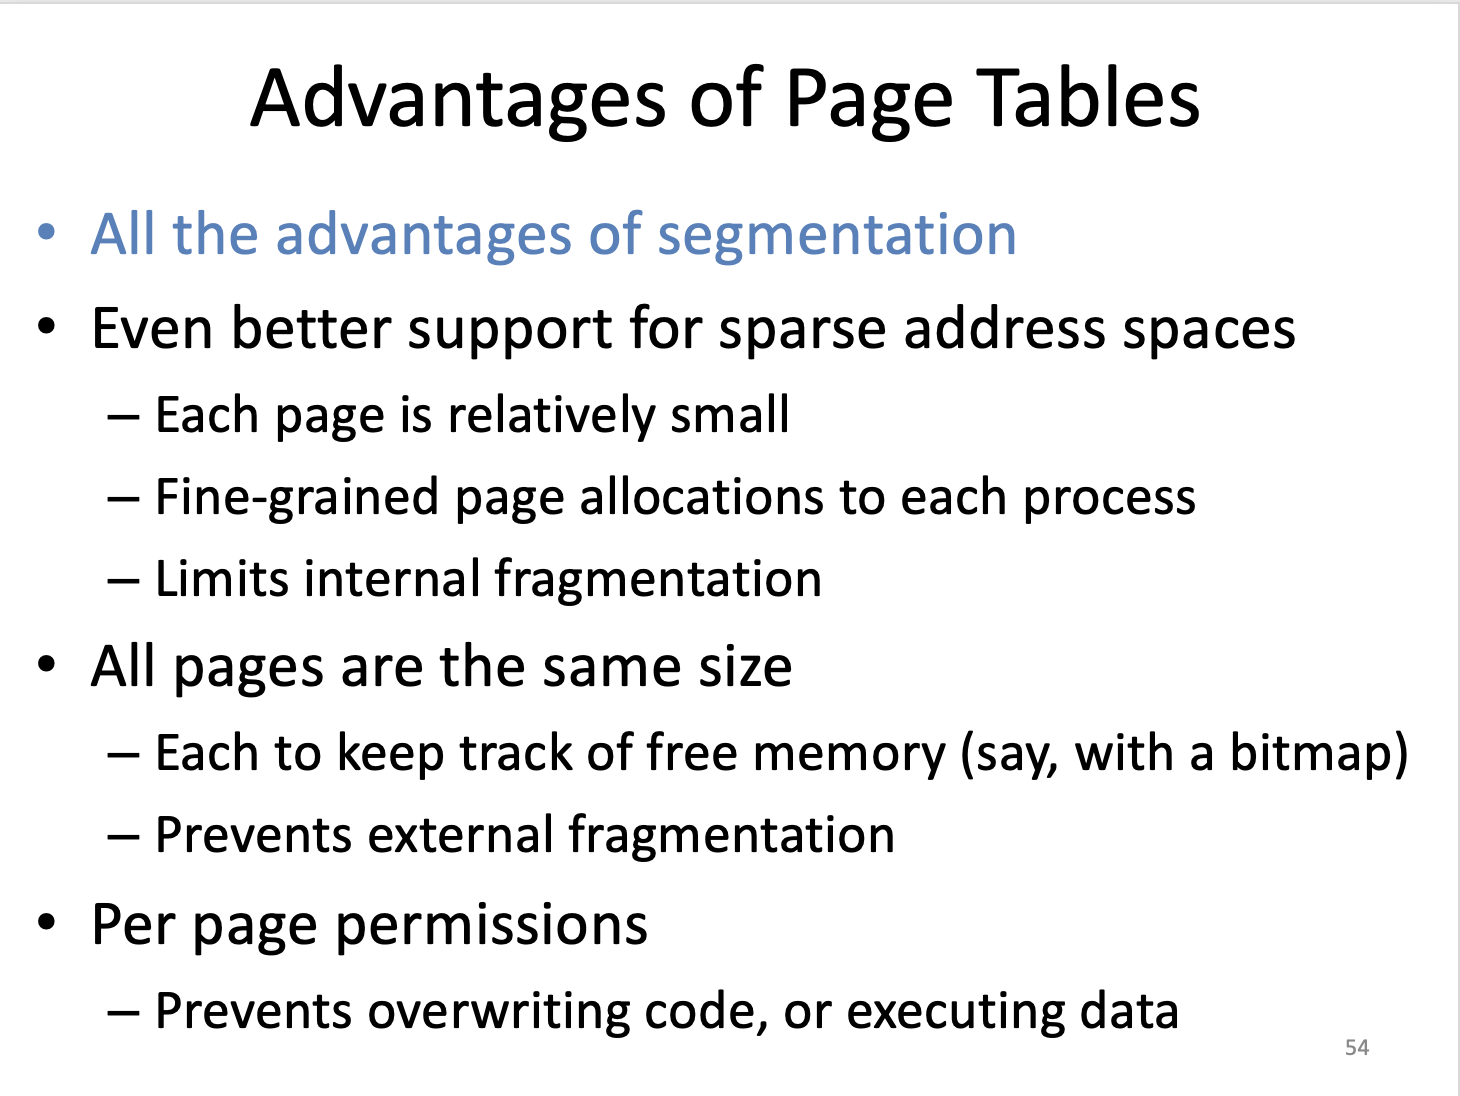 Advantages of Page Tables
• All the advantages of segmentation
• Even better support for sparse address spaces
– Each page is relatively small
– Fine-grained page allocations to each process
– Limits internal fragmentation
• All pages are the same size
– Each to keep track of free memory (say, with a bitmap)
– Prevents external fragmentation
• Per page permissions
– Prevents overwriting code, or executing data
54